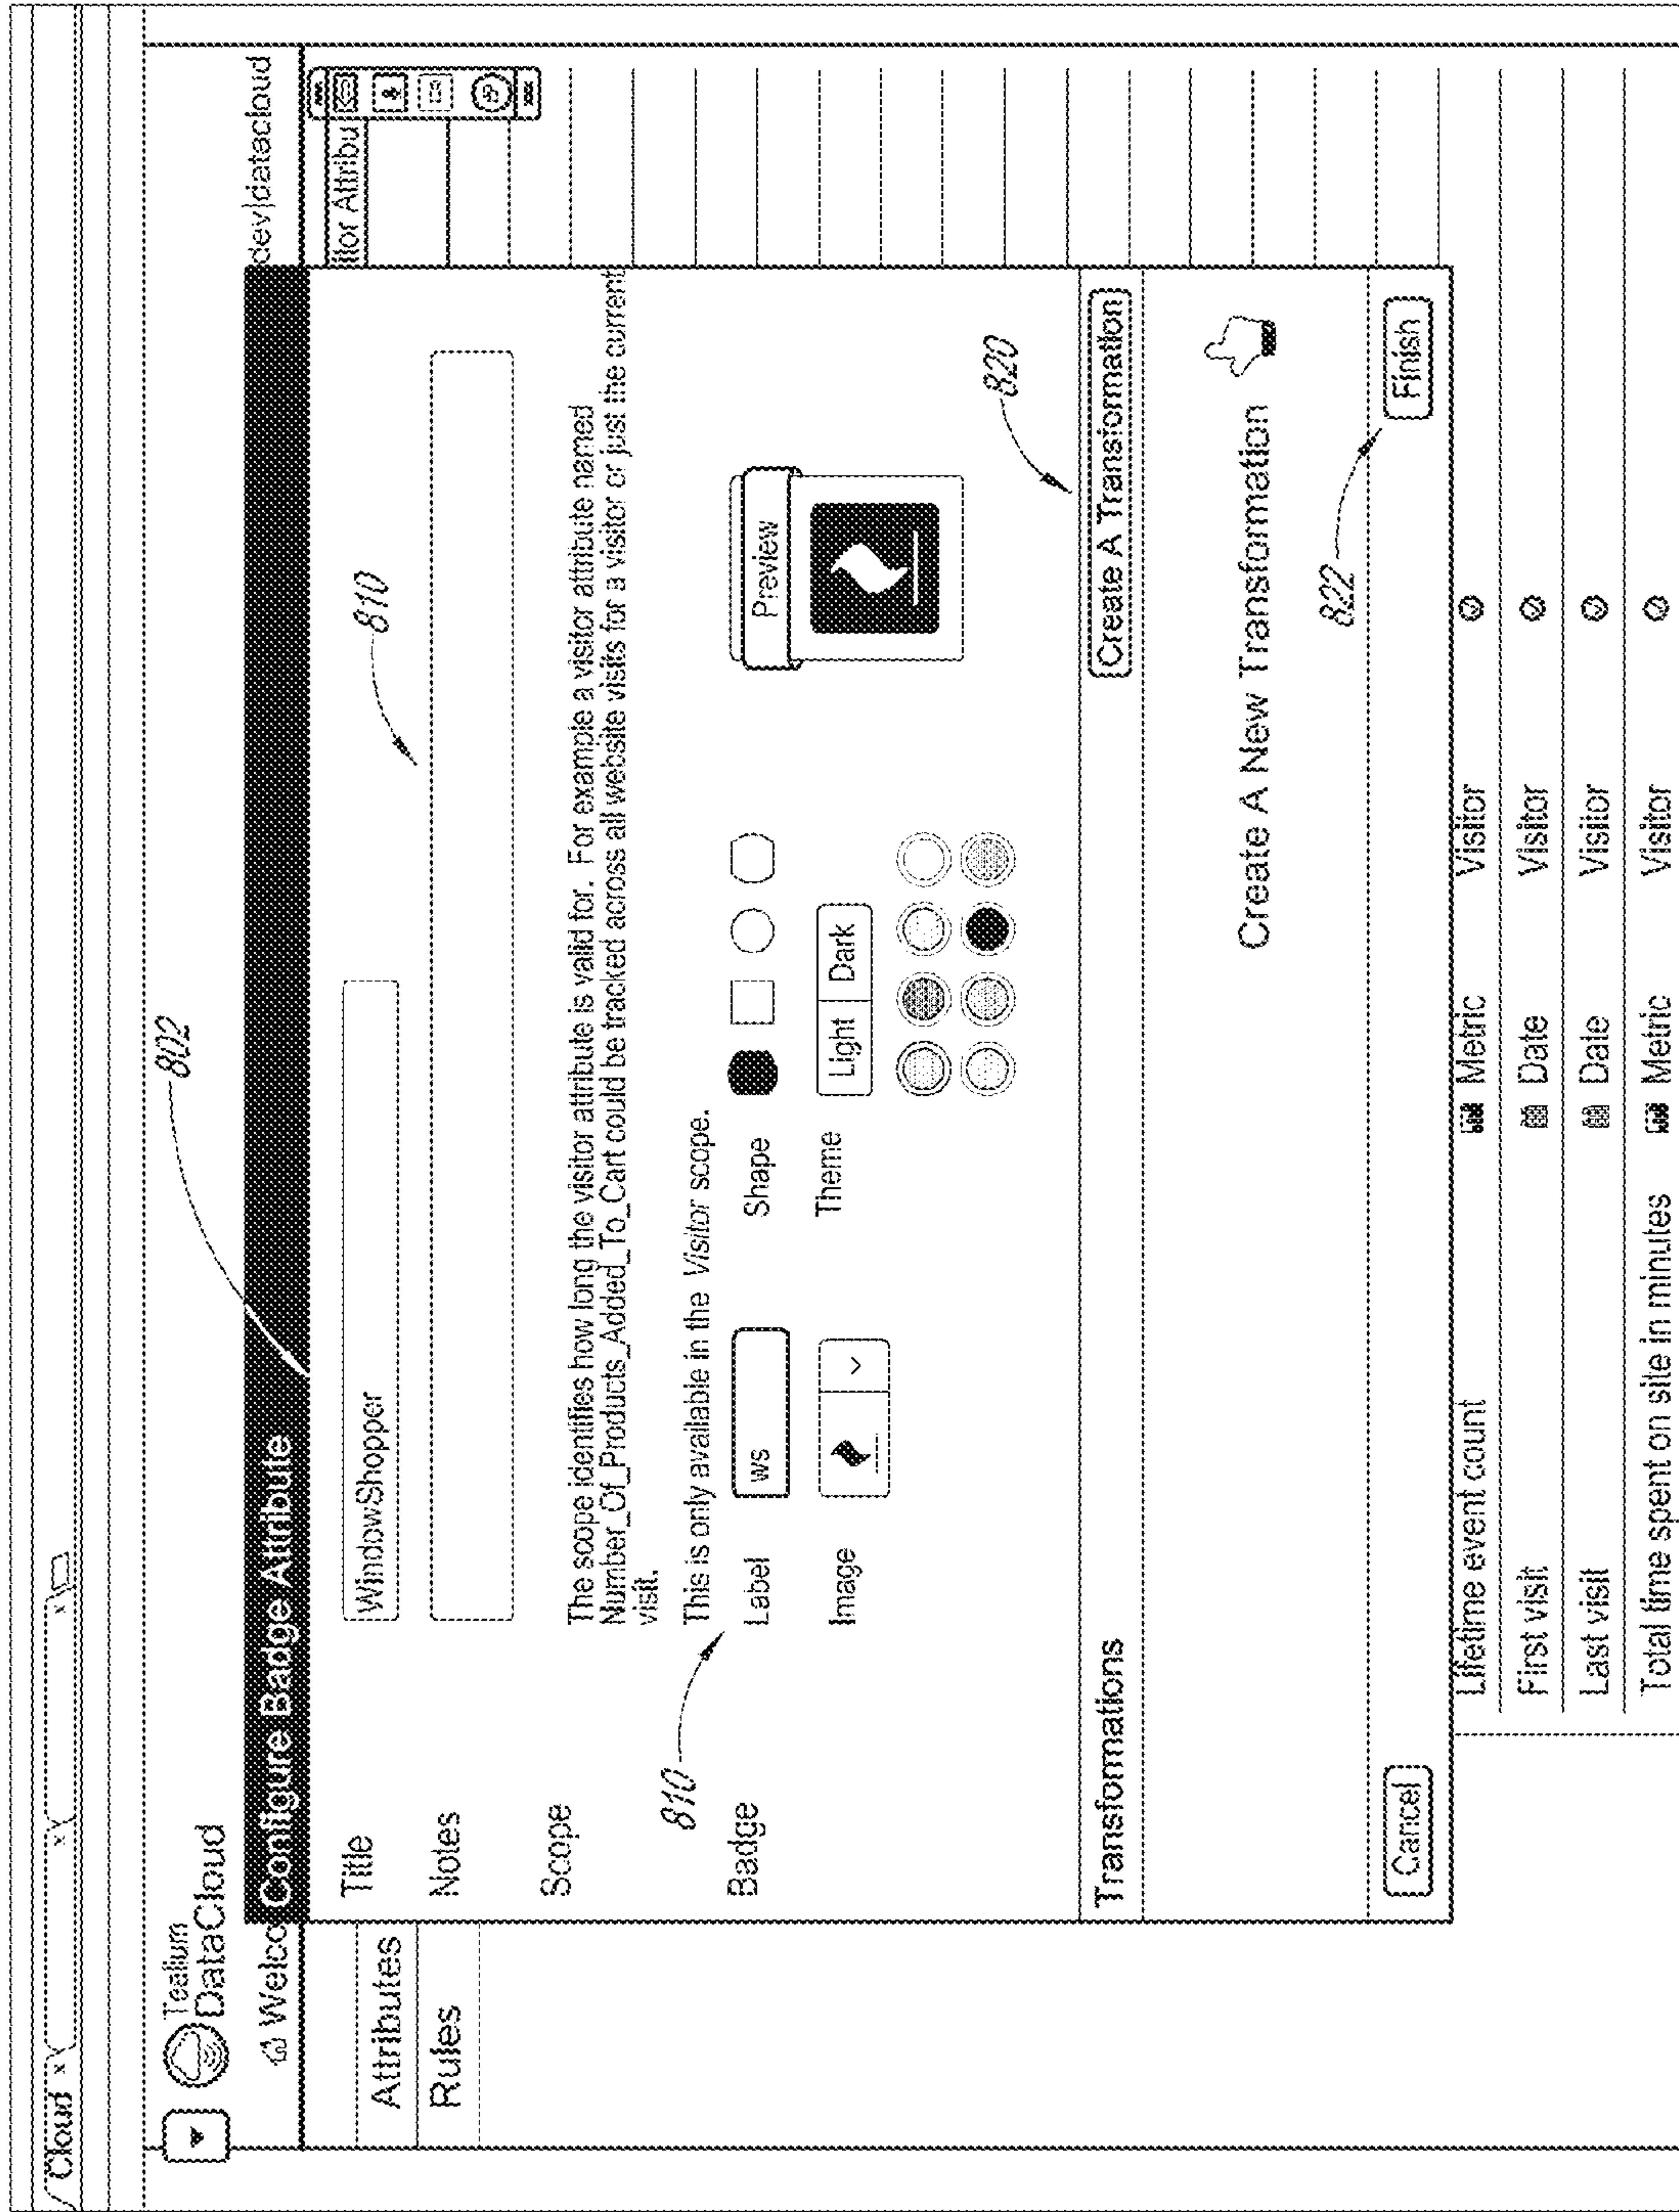 Cloud x
x
x
Tealium
DataCloud
Welco
dev|datacloud
Configure Badge Attribute
802
itor Attribu
Attributes
Rules
Title
WindowShopper
Notes
810
Scope
The scope identifies how long the visitor attribute is valid for. For example a visitor attribute named
Number_Of_Products_Added_To_Cart could be tracked across all website visits for a visitor or just the current
visit.
This is only available in the Visitor scope.
810
Badge
Label
ws
Shape
Preview
Image
Theme
Light
Dark
820
Transformations
Create A Transformation
Create A New Transformation
822
Cancel
Finish
Lifetime event count Metric Visitor
First visit Date Visitor
Last visit Date Visitor
Total time spent on site in minutes Metric Visitor